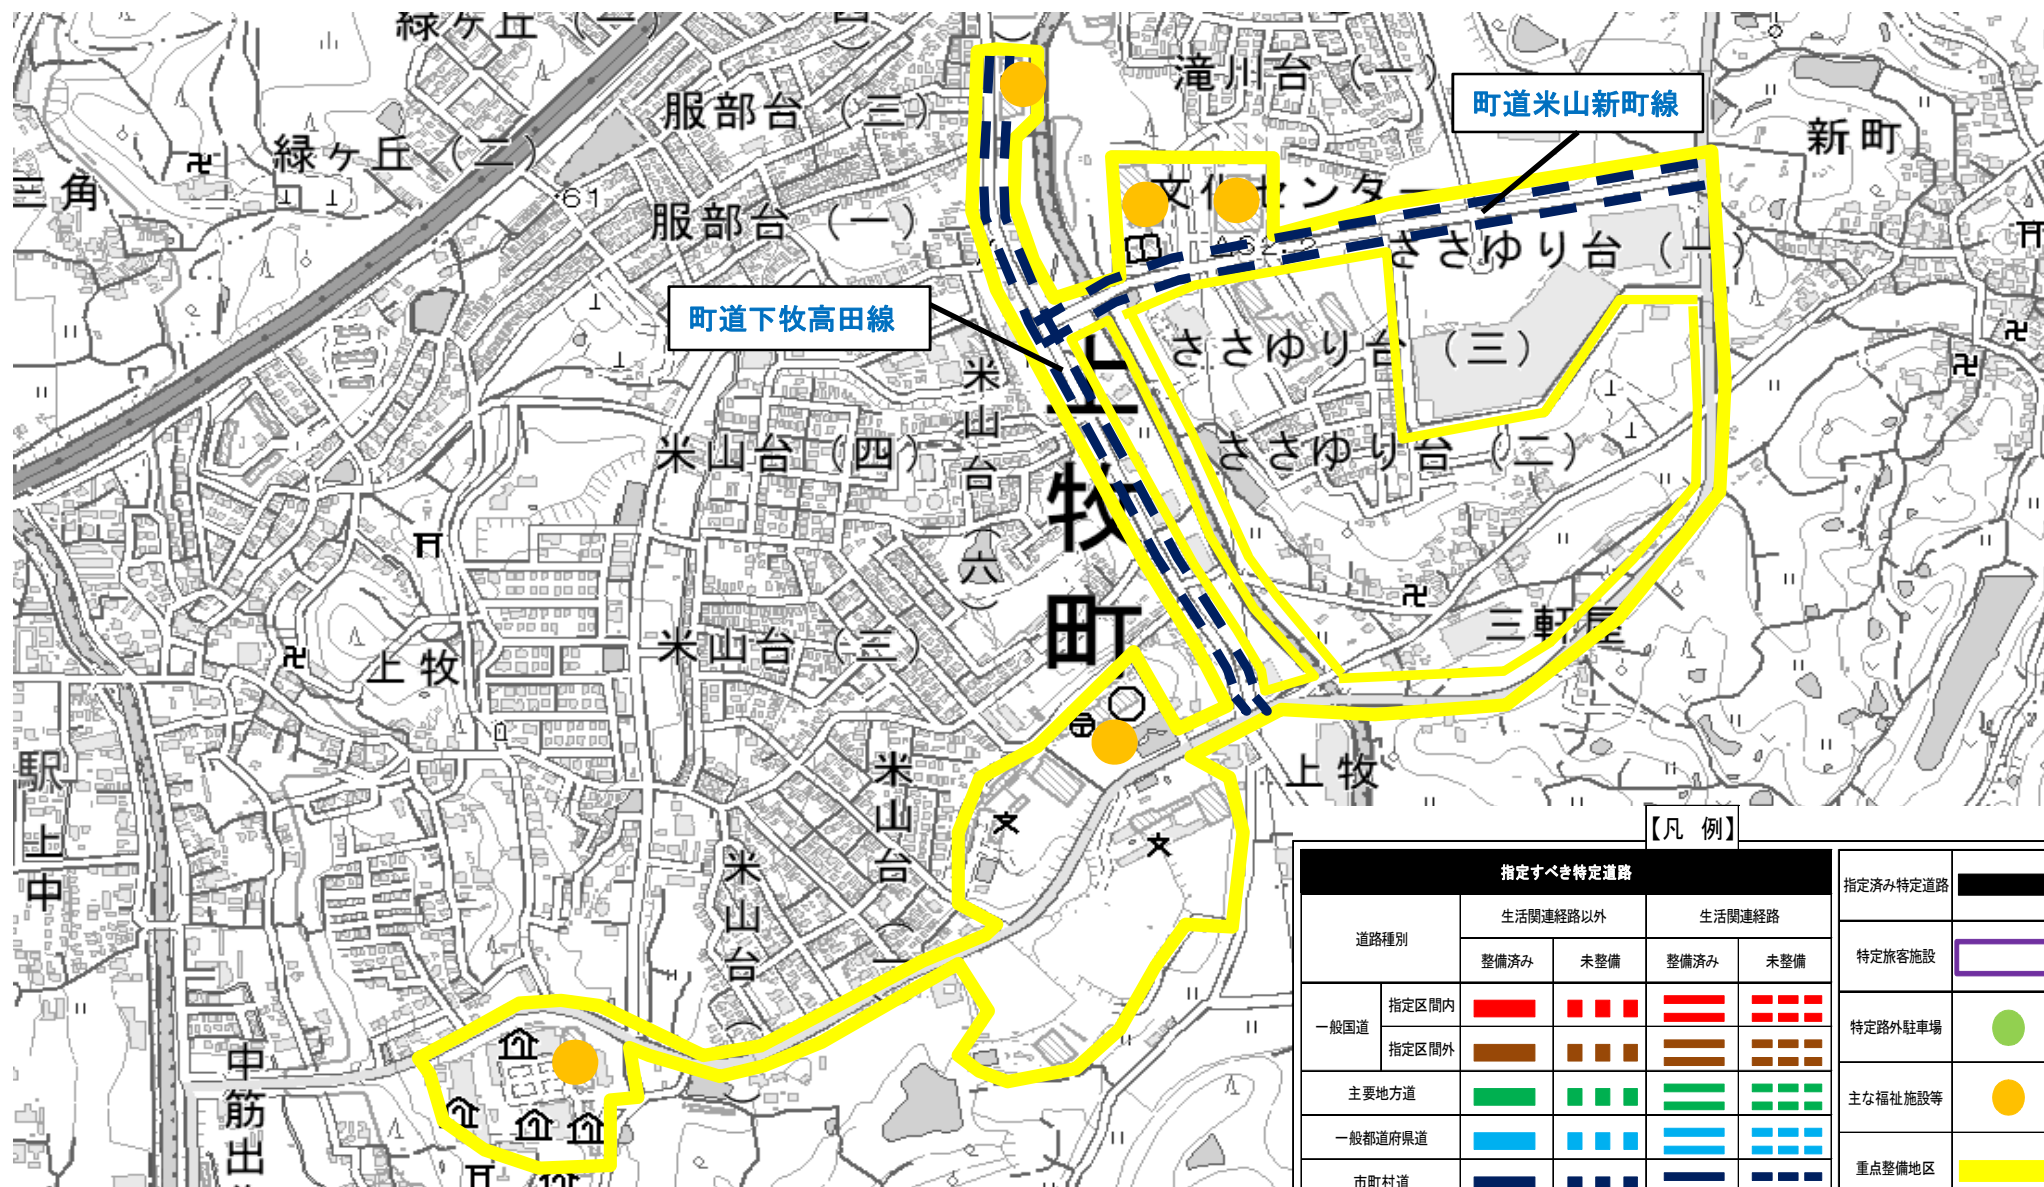 緑ヶ丘（一）
（四）
滝川台（一）
町道米山新町線
服部台（三）
新町
緑ヶ丘（二）
三角
・61
文化センター
服部台（一）
ささゆり台（一）
町道下牧高田線
ささゆり台（三）
上牧町
米山台（六）
米山台（四）
ささゆり台（二）
三軒屋
米山台（三）
上牧
上牧
駅
上中
米山台（一）
米山台（二）
中筋出
【凡 例】
指定すべき特定道路
道路種別
生活関連経路以外
生活関連経路
整備済み
未整備
整備済み
未整備
一般国道
指定区間内
指定区間外
主要地方道
一般都道府県道
市町村道
指定済み特定道路
特定旅客施設
特定路外駐車場
主な福祉施設等
重点整備地区